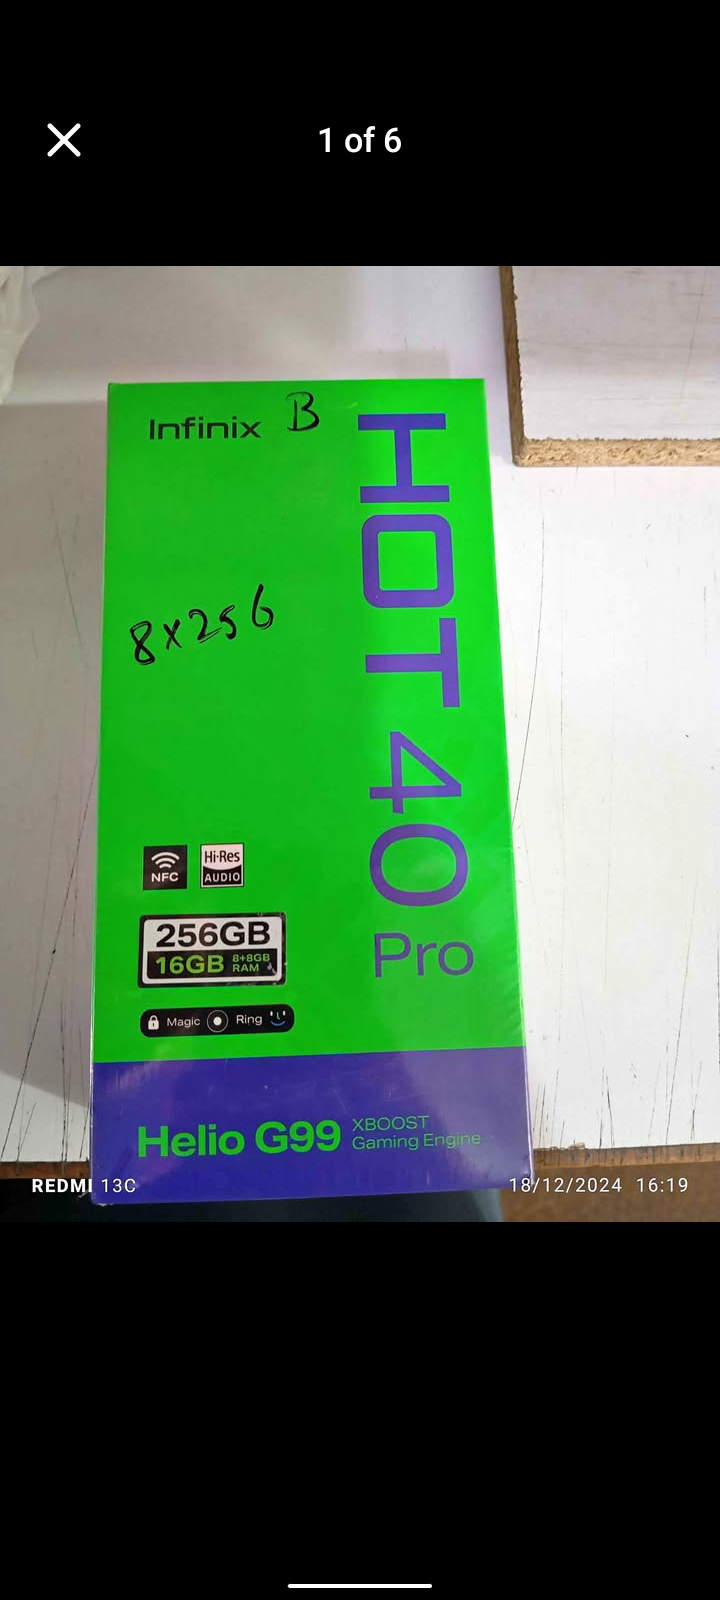 1 of 6
Infinix B
HOT 40 Pro
8x256
NFC
Hi-Res
AUDIO
256GB
16GB 8+8GB RAM
Magic Ring
Helio G99 XBOOST Gaming Engine
REDMI 13C 18/12/2024 16:19